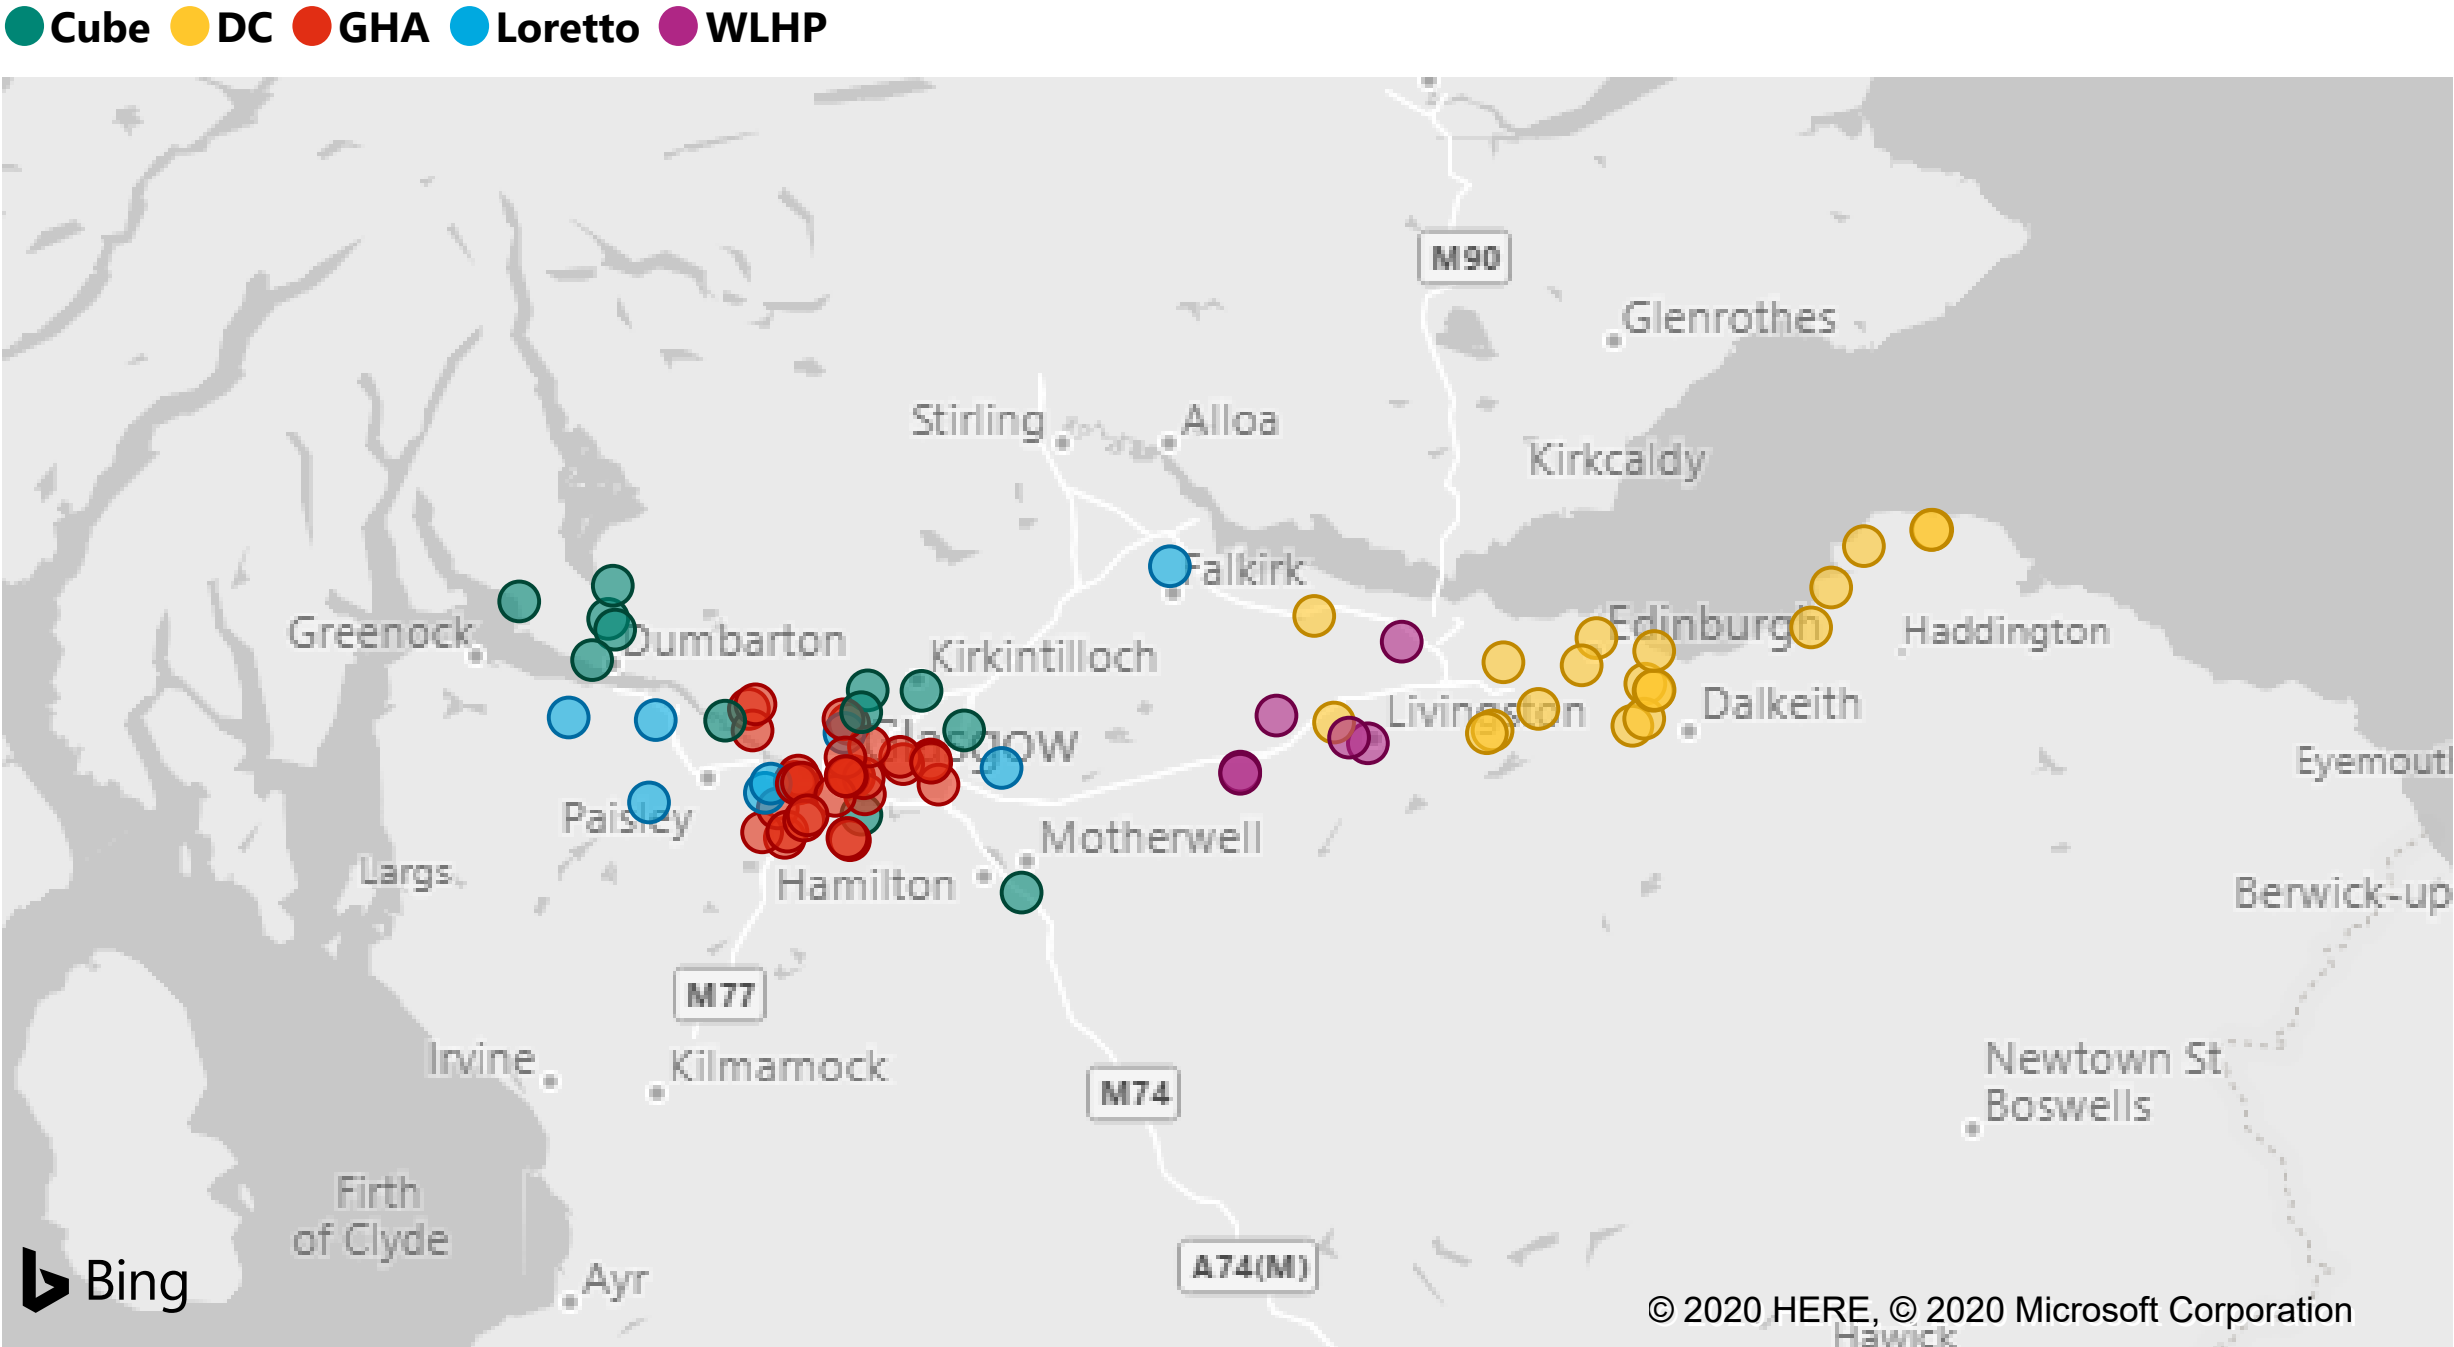 Cube DC GHA Loretto WLHP
M90
Glenrothes
Stirling
Alloa
Kirkcaldy
Falkirk
Greenock
Dumbarton
Kirkintilloch
Edinburgh
Haddington
Glasgow
Livingston
Dalkeith
Eyemouth
Paisley
Motherwell
Largs
Hamilton
Berwick-up
M77
Irvine
Kilmarnock
M74
Newtown St
Boswells
Firth
of Clyde
A74(M)
Ayr
Bing
© 2020 HERE, © 2020 Microsoft Corporation
Hawick